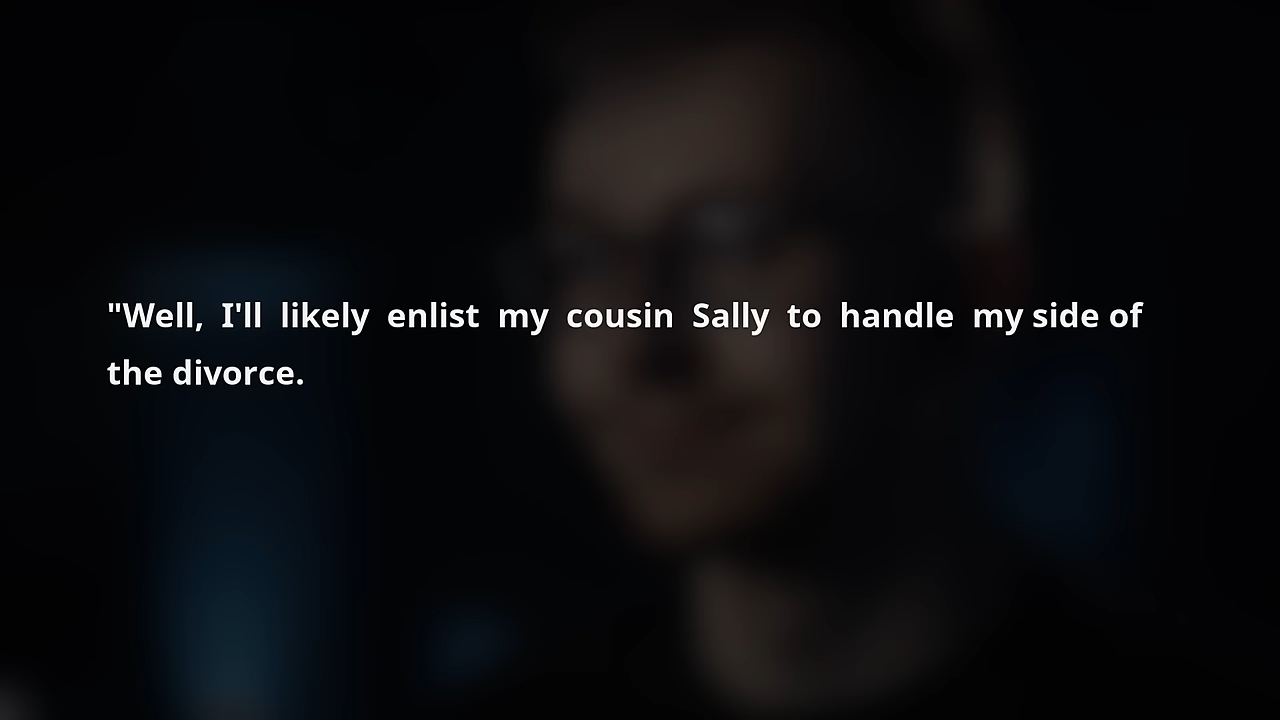 "Well, I'll likely enlist my cousin Sally to handle my side of
the divorce.